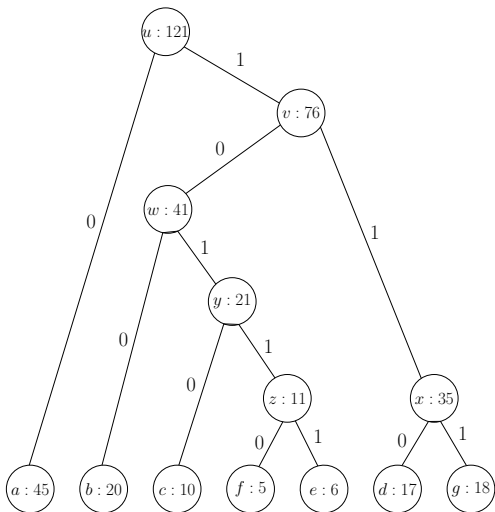 u : 121
1
v : 76
0
w : 41
0
1
1
y : 21
0
1
0
z : 11
x : 35
0
1
0
1
a : 45
b : 20
c : 10
f : 5
e : 6
d : 17
g : 18